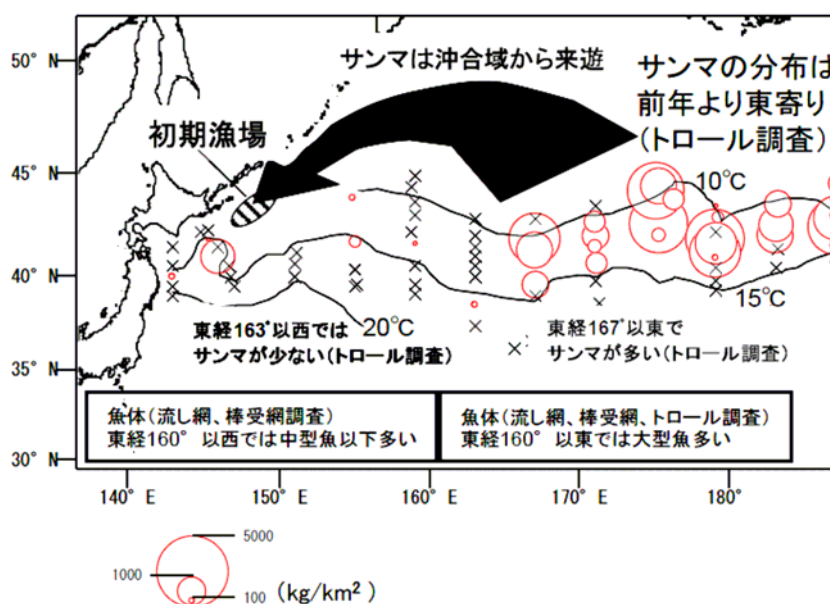 50° N
サンマは沖合域から来遊
サンマの分布は
前年より東寄り
(トロール調査)
初期漁場
45° N
10℃
40° N
15℃
20℃
東経163°以西では
サンマが少ない(トロール調査)
東経167°以東で
サンマが多い(トロール調査)
35° N
魚体(流し網、棒受網調査)
東経160°以西では中型魚以下多い
魚体(流し網、棒受網、トロール調査)
東経160°以東では大型魚多い
30° N
140° E
150° E
160° E
170° E
180° E
5000
1000
100
(kg/km²)